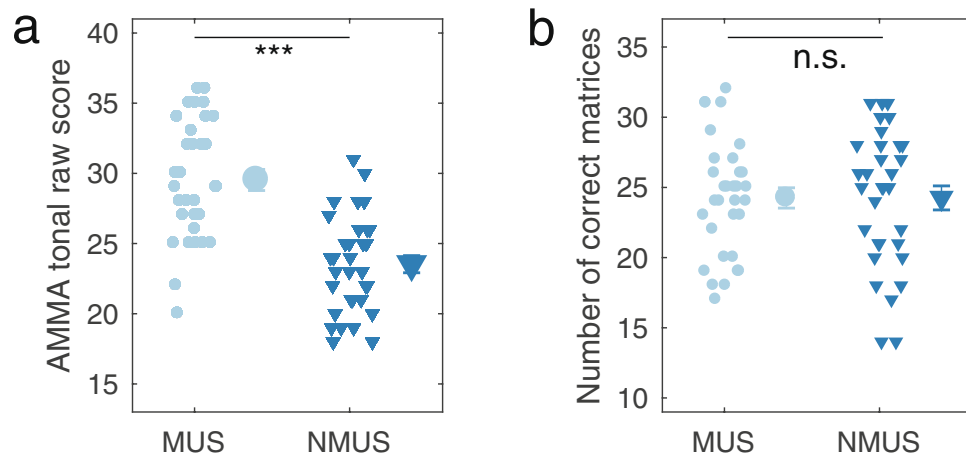 a
AMMA tonal raw score
40
35
30
25
20
15
***
MUS
NMUS
b
Number of correct matrices
35
30
25
20
15
10
n.s.
MUS
NMUS